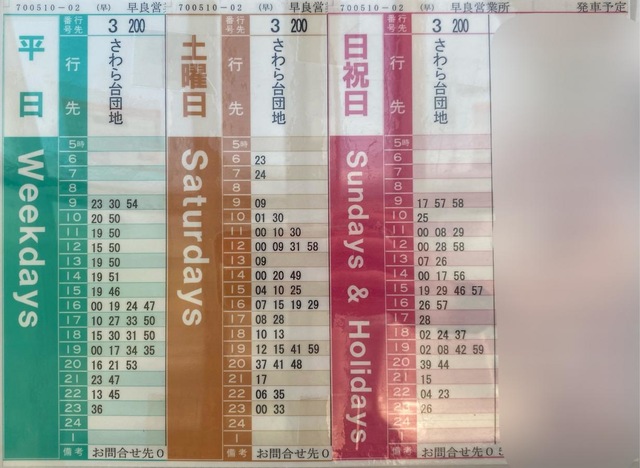 700510-02 (早) 早良営
平日 Weekdays
番号 行先 3 200
行先 さわら台団地
5時
6
7
8
9 23 30 54
10 20 50
11 19 50
12 15 50
13 19 50
14 19 51
15 19 46
16 00 19 24 47
17 10 27 33 50
18 15 30 31 50
19 00 17 34 35
20 16 21 53
21 23 47
22 13 45
23 36
24
1
備考 お問合せ先0
700510-02 (早) 早良営
土曜日 Saturdays
番号 行先 3 200
行先 さわら台団地
5時
6 23
7 24
8
9 09
10 01 30
11 00 10 30
12 00 09 31 58
13 09
14 00 20 49
15 04 10 25
16 07 15 19 29
17 08 28
18 10 13
19 12 15 41 59
20 37 41 48
21 17
22 06 35
23 00 33
24
1
備考 お問合せ先0
700510-02 (早) 早良営業所 発車予定
日祝日 Sundays & Holidays
番号 行先 3 200
行先 さわら台団地
5時
6
7
8
9 17 57 58
10 25
11 00 08 29
12 00 28 58
13 07 26
14 00 17 56
15 19 29 46 57
16 26 57
17 28
18 02 24 37
19 02 08 42 59
20 39 44
21 15
22 04 23
23 26
24
1
備考 お問合せ先0